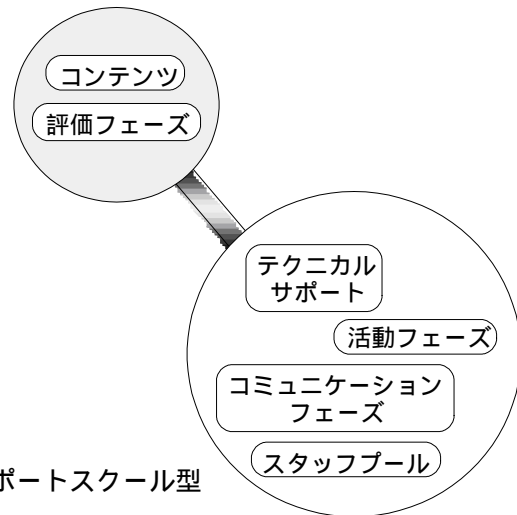 コンテンツ
評価フェーズ
テクニカル
サポート
活動フェーズ
コミュニケーション
フェーズ
スタッフプール
ポートスクール型